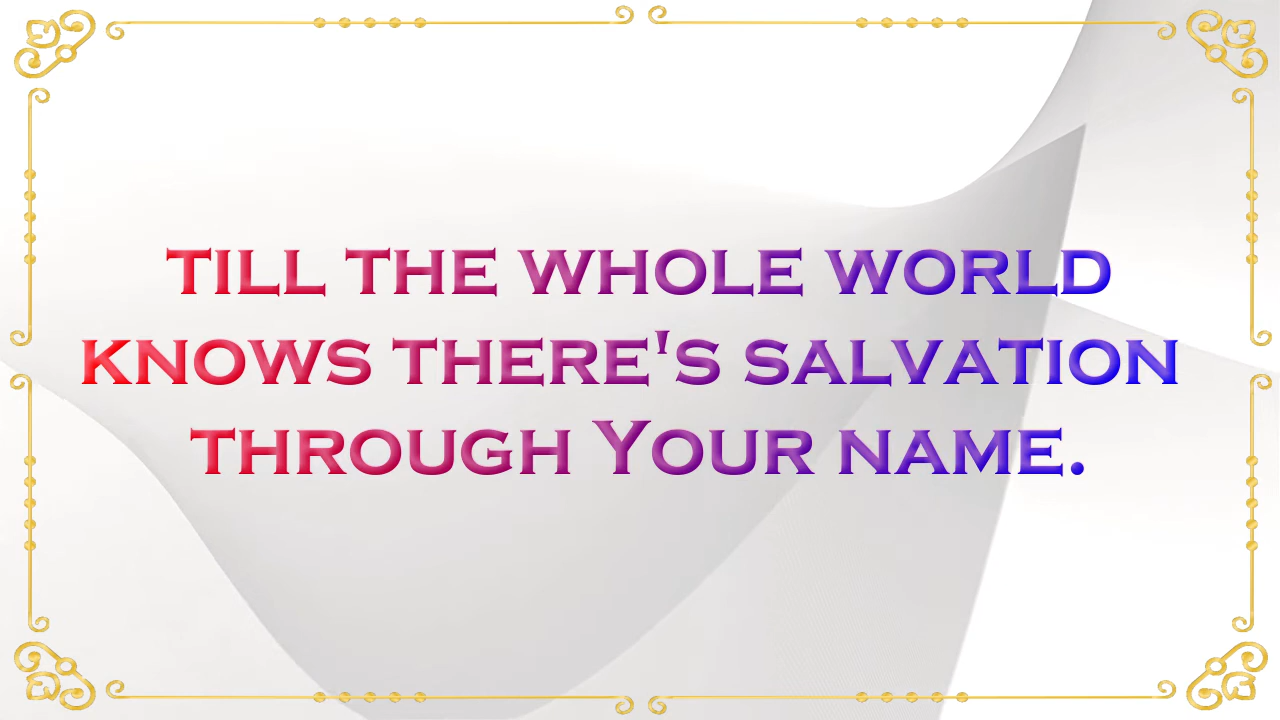 TILL THE WHOLE WORLD
KNOWS THERE'S SALVATION
THROUGH YOUR NAME.